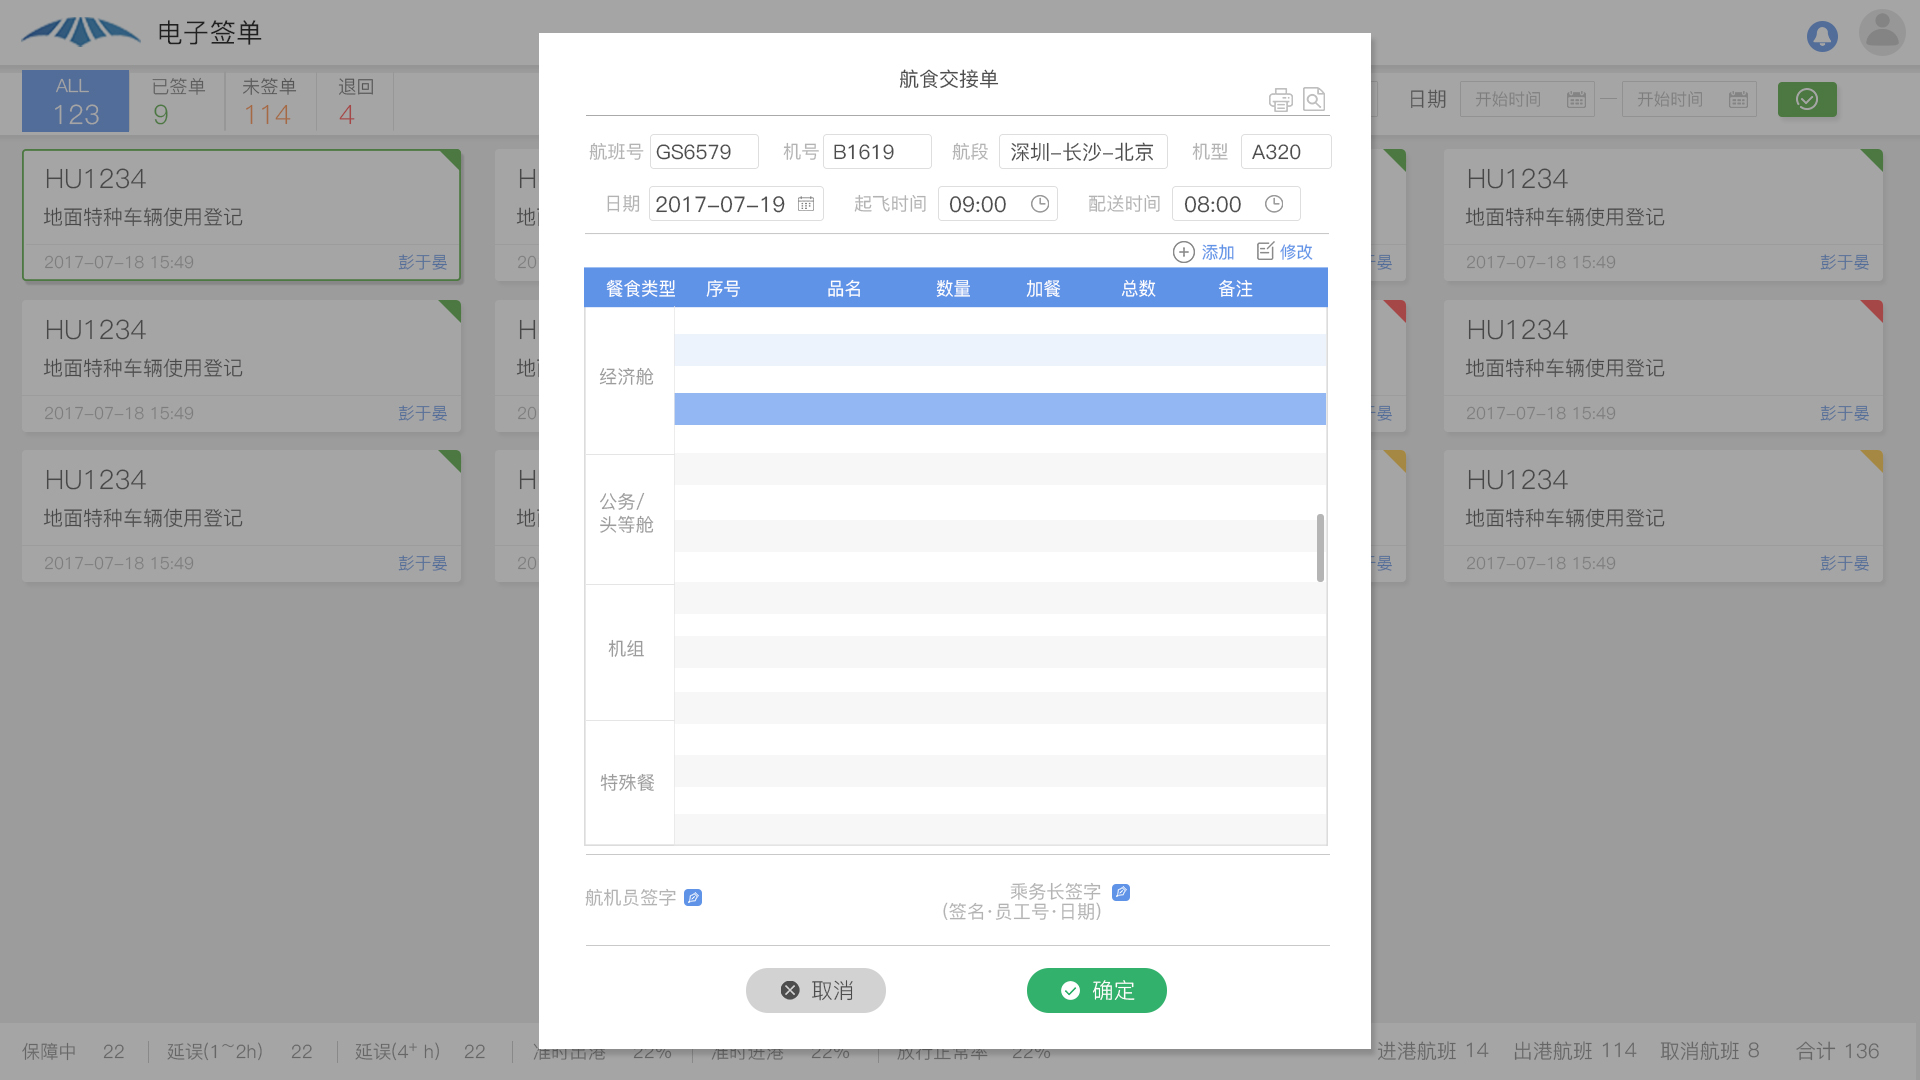 电子签单
ALL 123
已签单 9
未签单 114
退回 4
日期 开始时间 — 开始时间
HU1234
地面特种车辆使用登记
2017-07-18 15:49 彭于晏
HU1234
地面特种车辆使用登记
2017-07-18 15:49 彭于晏
HU1234
地面特种车辆使用登记
2017-07-18 15:49 彭于晏
H
地
20
H
地
20
H
地
20
航食交接单
航班号 GS6579 机号 B1619 航段 深圳-长沙-北京 机型 A320
日期 2017-07-19 起飞时间 09:00 配送时间 08:00
添加 修改
餐食类型 序号 品名 数量 加餐 总数 备注
经济舱
公务/
头等舱
机组
特殊餐
航机员签字
乘务长签字
(签名·员工号·日期)
取消 确定
晏
晏
晏
HU1234
地面特种车辆使用登记
2017-07-18 15:49 彭于晏
HU1234
地面特种车辆使用登记
2017-07-18 15:49 彭于晏
HU1234
地面特种车辆使用登记
2017-07-18 15:49 彭于晏
保障中 22 延误(1~2h) 22 延误(4+ h) 22 准时出港 22% 准时进港 22% 放行正常率 22% 进港航班 14 出港航班 114 取消航班 8 合计 136